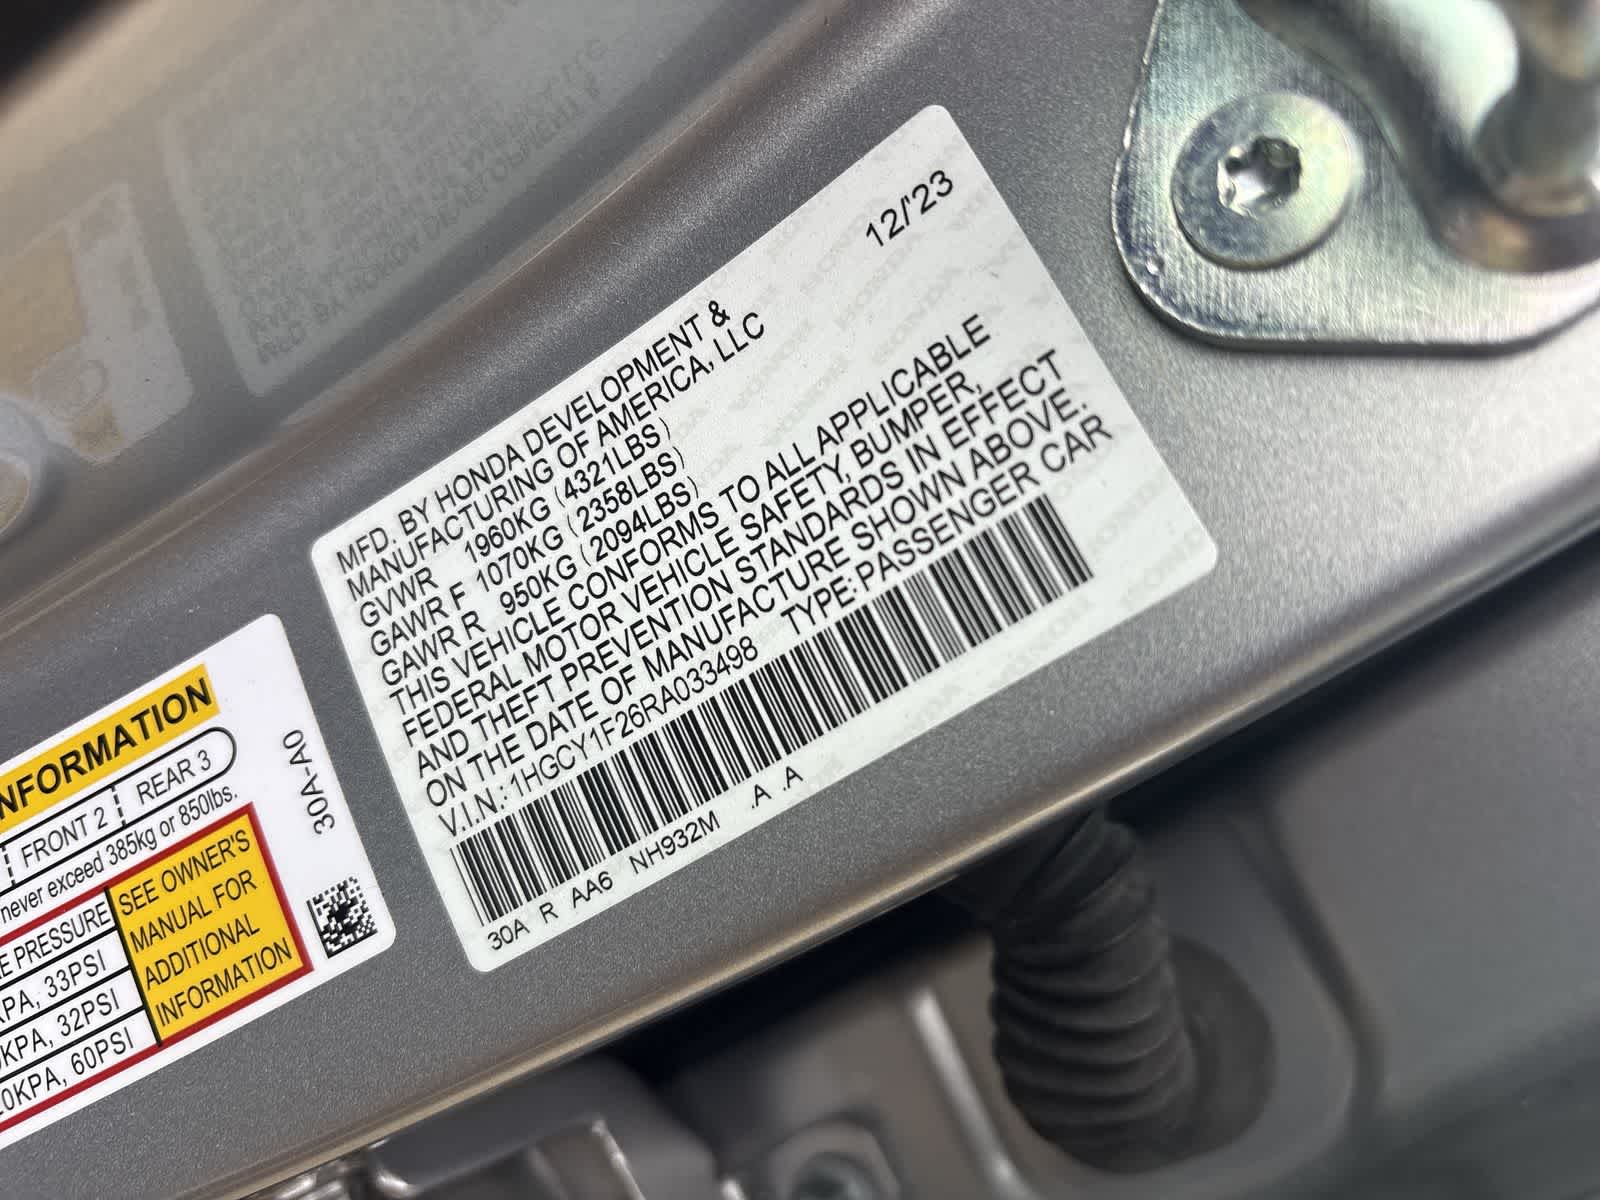 12/'23
MFD. BY HONDA DEVELOPMENT &
MANUFACTURING OF AMERICA, LLC
GVWR 1960KG (4321LBS)
GAWR F 1070KG (2358LBS)
GAWR R 950KG (2094LBS)
THIS VEHICLE CONFORMS TO ALL APPLICABLE
FEDERAL MOTOR VEHICLE SAFETY, BUMPER,
AND THEFT PREVENTION STANDARDS IN EFFECT
ON THE DATE OF MANUFACTURE SHOWN ABOVE.
V.I.N.: 1HGCY1F26RA033498 TYPE: PASSENGER CAR
30A R AA6 NH932M .A .A
NFORMATION
FRONT 2 REAR 3
never exceed 385kg or 850lbs.
PRESSURE
KPA, 33PSI
KPA, 32PSI
KPA, 60PSI
SEE OWNER'S
MANUAL FOR
ADDITIONAL
INFORMATION
30A-A0